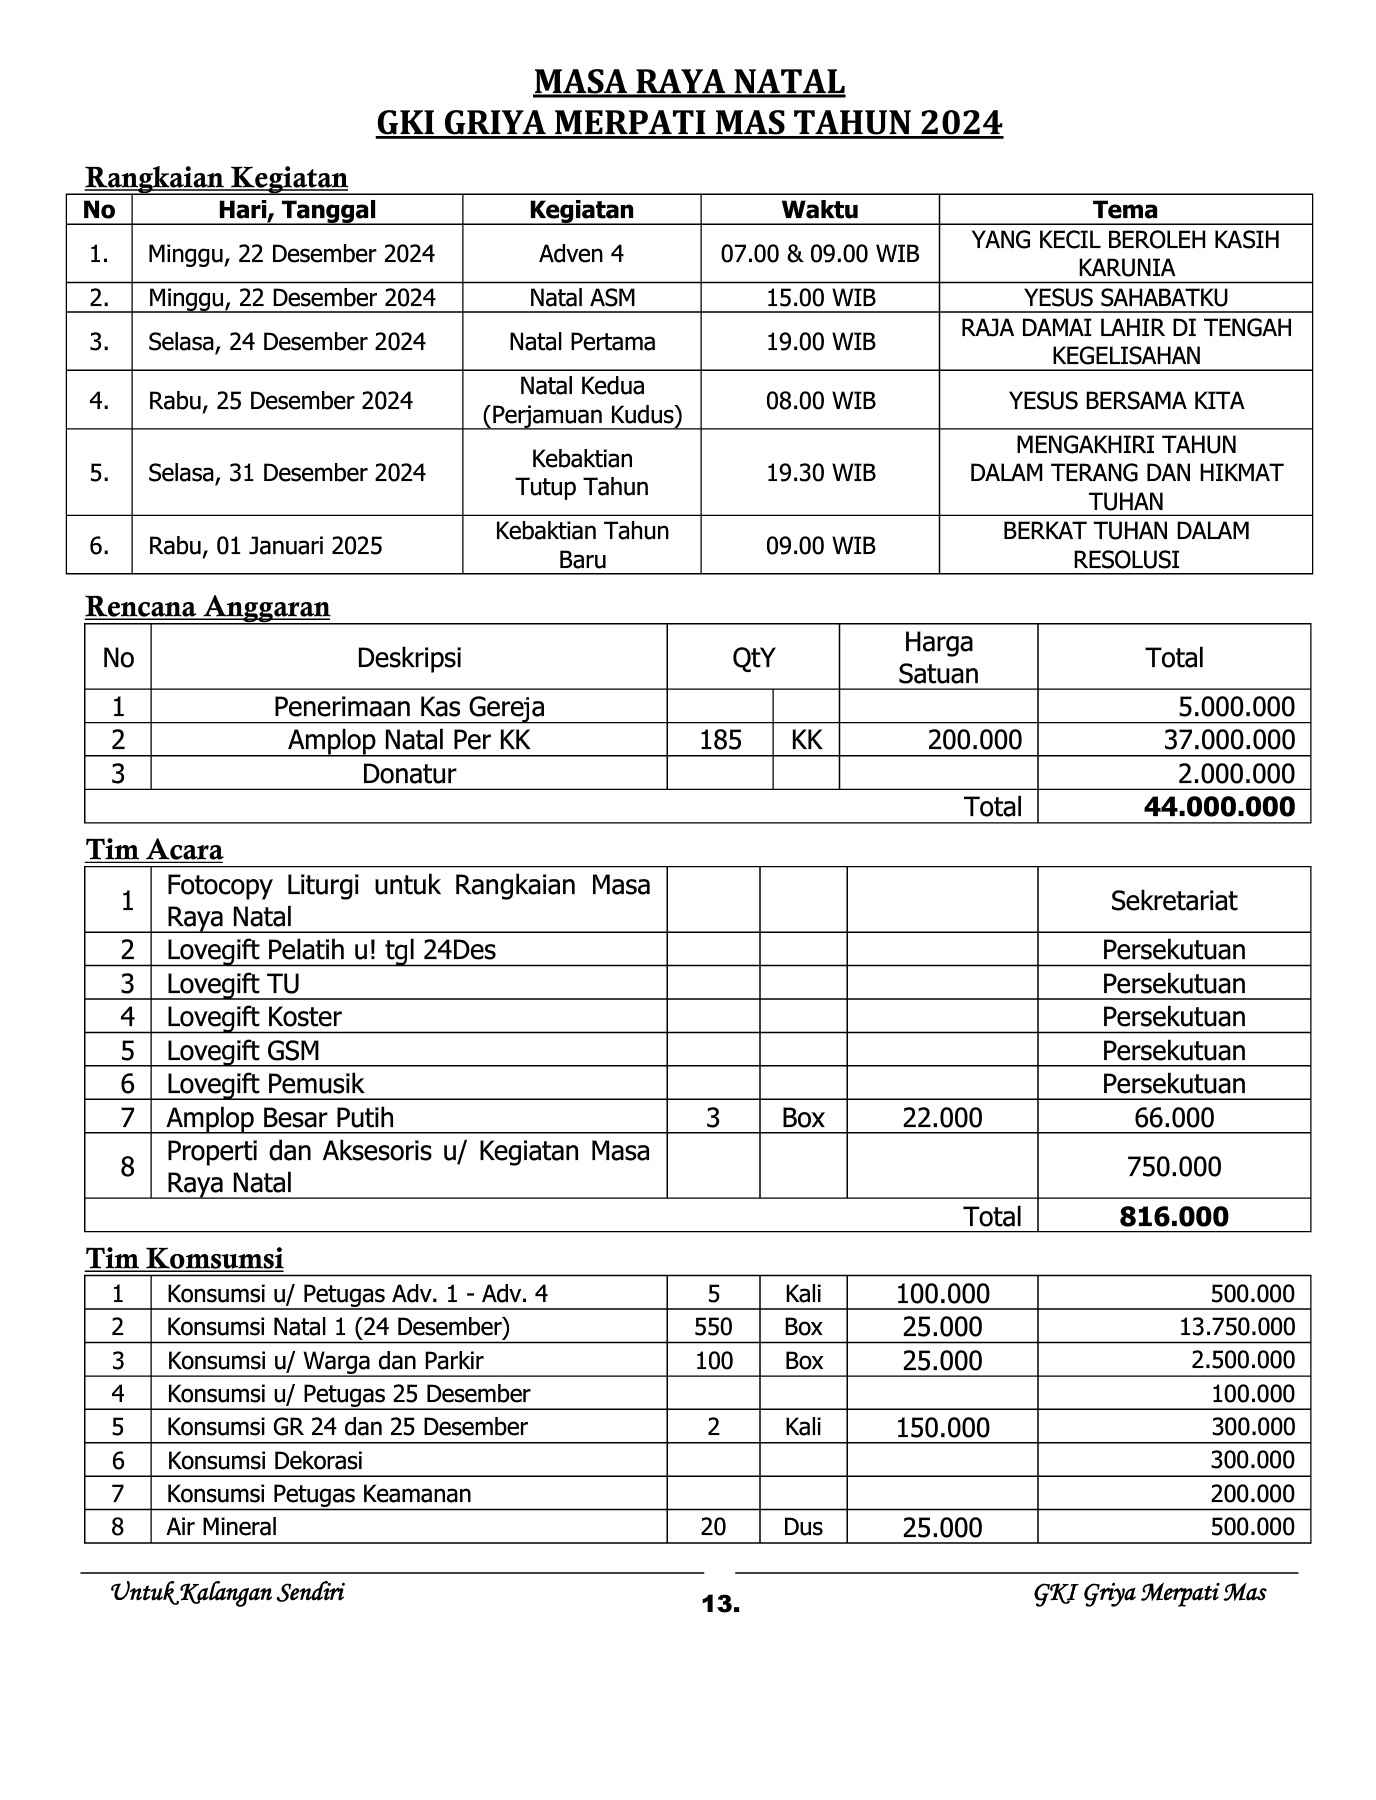 MASA RAYA NATAL
GKI GRIYA MERPATI MAS TAHUN 2024
Rangkaian Kegiatan
No Hari, Tanggal Kegiatan Waktu Tema
1. Minggu, 22 Desember 2024 Adven 4 07.00 & 09.00 WIB YANG KECIL BEROLEH KASIH
KARUNIA
2. Minggu, 22 Desember 2024 Natal ASM 15.00 WIB YESUS SAHABATKU
3. Selasa, 24 Desember 2024 Natal Pertama 19.00 WIB RAJA DAMAI LAHIR DI TENGAH
KEGELISAHAN
4. Rabu, 25 Desember 2024 Natal Kedua
(Perjamuan Kudus) 08.00 WIB YESUS BERSAMA KITA
5. Selasa, 31 Desember 2024 Kebaktian
Tutup Tahun 19.30 WIB MENGAKHIRI TAHUN
DALAM TERANG DAN HIKMAT
TUHAN
6. Rabu, 01 Januari 2025 Kebaktian Tahun
Baru 09.00 WIB BERKAT TUHAN DALAM
RESOLUSI
Rencana Anggaran
No Deskripsi QtY Harga
Satuan Total
1 Penerimaan Kas Gereja 5.000.000
2 Amplop Natal Per KK 185 KK 200.000 37.000.000
3 Donatur 2.000.000
Total 44.000.000
Tim Acara
1 Fotocopy Liturgi untuk Rangkaian Masa
Raya Natal Sekretariat
2 Lovegift Pelatih u! tgl 24Des Persekutuan
3 Lovegift TU Persekutuan
4 Lovegift Koster Persekutuan
5 Lovegift GSM Persekutuan
6 Lovegift Pemusik Persekutuan
7 Amplop Besar Putih 3 Box 22.000 66.000
8 Properti dan Aksesoris u/ Kegiatan Masa
Raya Natal 750.000
Total 816.000
Tim Komsumsi
1 Konsumsi u/ Petugas Adv. 1 - Adv. 4 5 Kali 100.000 500.000
2 Konsumsi Natal 1 (24 Desember) 550 Box 25.000 13.750.000
3 Konsumsi u/ Warga dan Parkir 100 Box 25.000 2.500.000
4 Konsumsi u/ Petugas 25 Desember 100.000
5 Konsumsi GR 24 dan 25 Desember 2 Kali 150.000 300.000
6 Konsumsi Dekorasi 300.000
7 Konsumsi Petugas Keamanan 200.000
8 Air Mineral 20 Dus 25.000 500.000
Untuk Kalangan Sendiri 13. GKI Griya Merpati Mas